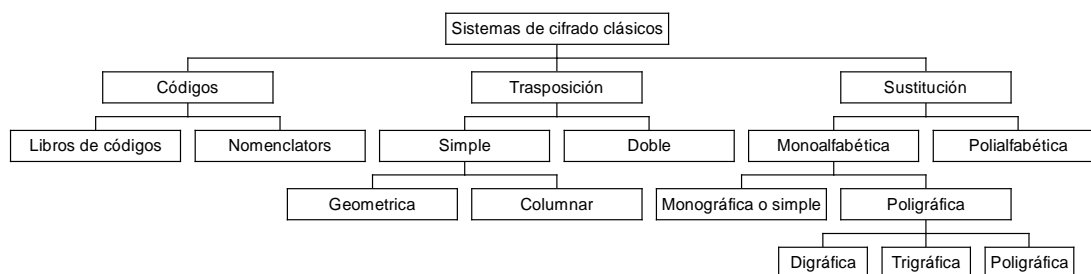 Sistemas de cifrado clásicos
Códigos
Trasposición
Sustitución
Libros de códigos
Nomenclators
Simple
Doble
Monoalfabética
Polialfabética
Geometrica
Columnar
Monográfica o simple
Poligráfica
Digráfica
Trigráfica
Poligráfica